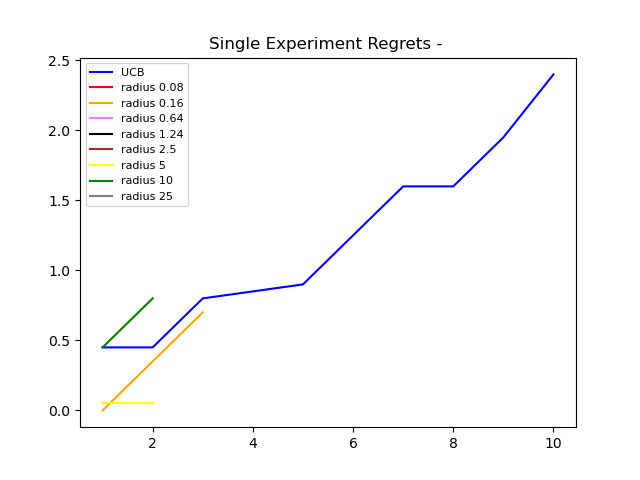 Single Experiment Regrets -
2.5
2.0
1.5
1.0
0.5
0.0
UCB
radius 0.08
radius 0.16
radius 0.64
radius 1.24
radius 2.5
radius 5
radius 10
radius 25
2 4 6 8 10